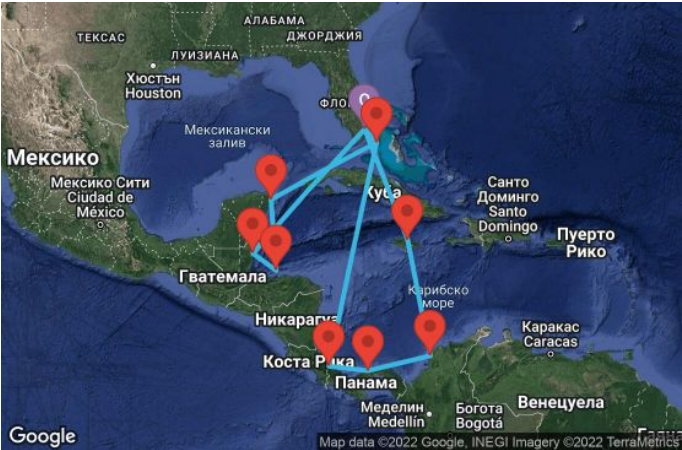 АЛАБАМА
ТЕКСАС
ДЖОРДЖИЯ
ЛУИЗИАНА
Хюстън
Houston
ФЛО
Мексикански
залив
Мексико
Мексико Сити
Ciudad de
México
Куба
Санто
Доминго
Santo
Domingo
Пуерто
Рико
Гватемала
Карибско
море
Никарагуа
Каракас
Caracas
Коста Рика
Панама
Меделин
Medellín
Богота
Bogotá
Венецуела
Google
Map data ©2022 Google, INEGI Imagery ©2022 TerraMetrics